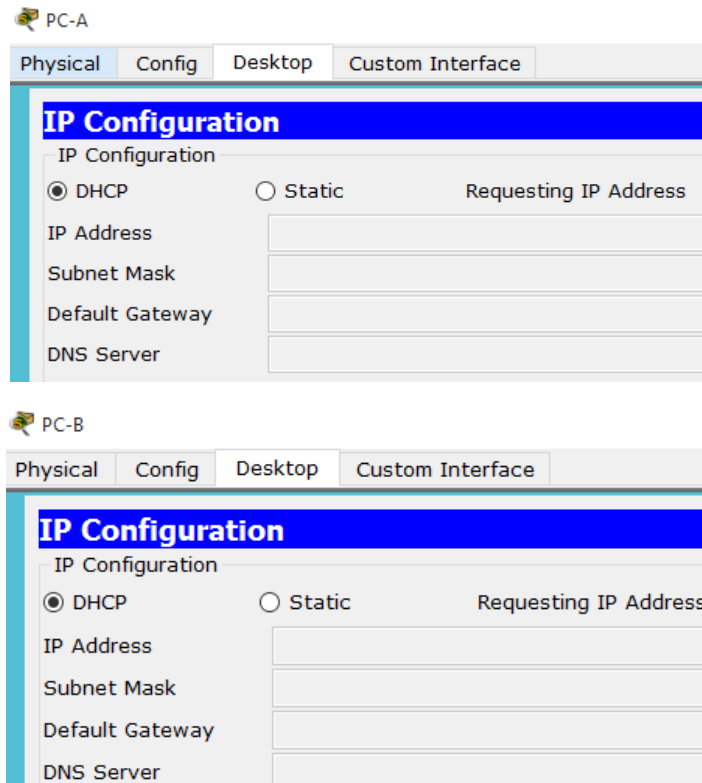 PC-A
Physical Config Desktop Custom Interface
IP Configuration
IP Configuration
DHCP Static Requesting IP Address
IP Address
Subnet Mask
Default Gateway
DNS Server
PC-B
Physical Config Desktop Custom Interface
IP Configuration
IP Configuration
DHCP Static Requesting IP Address
IP Address
Subnet Mask
Default Gateway
DNS Server